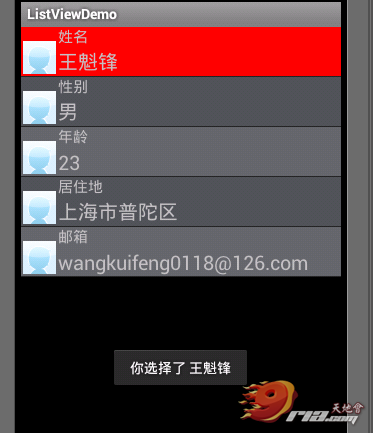 ListViewDemo
姓名
王魁锋
性别
男
年龄
23
居住地
上海市普陀区
邮箱
wangkuifeng0118@126.com
你选择了 王魁锋
9ria.com 天地會